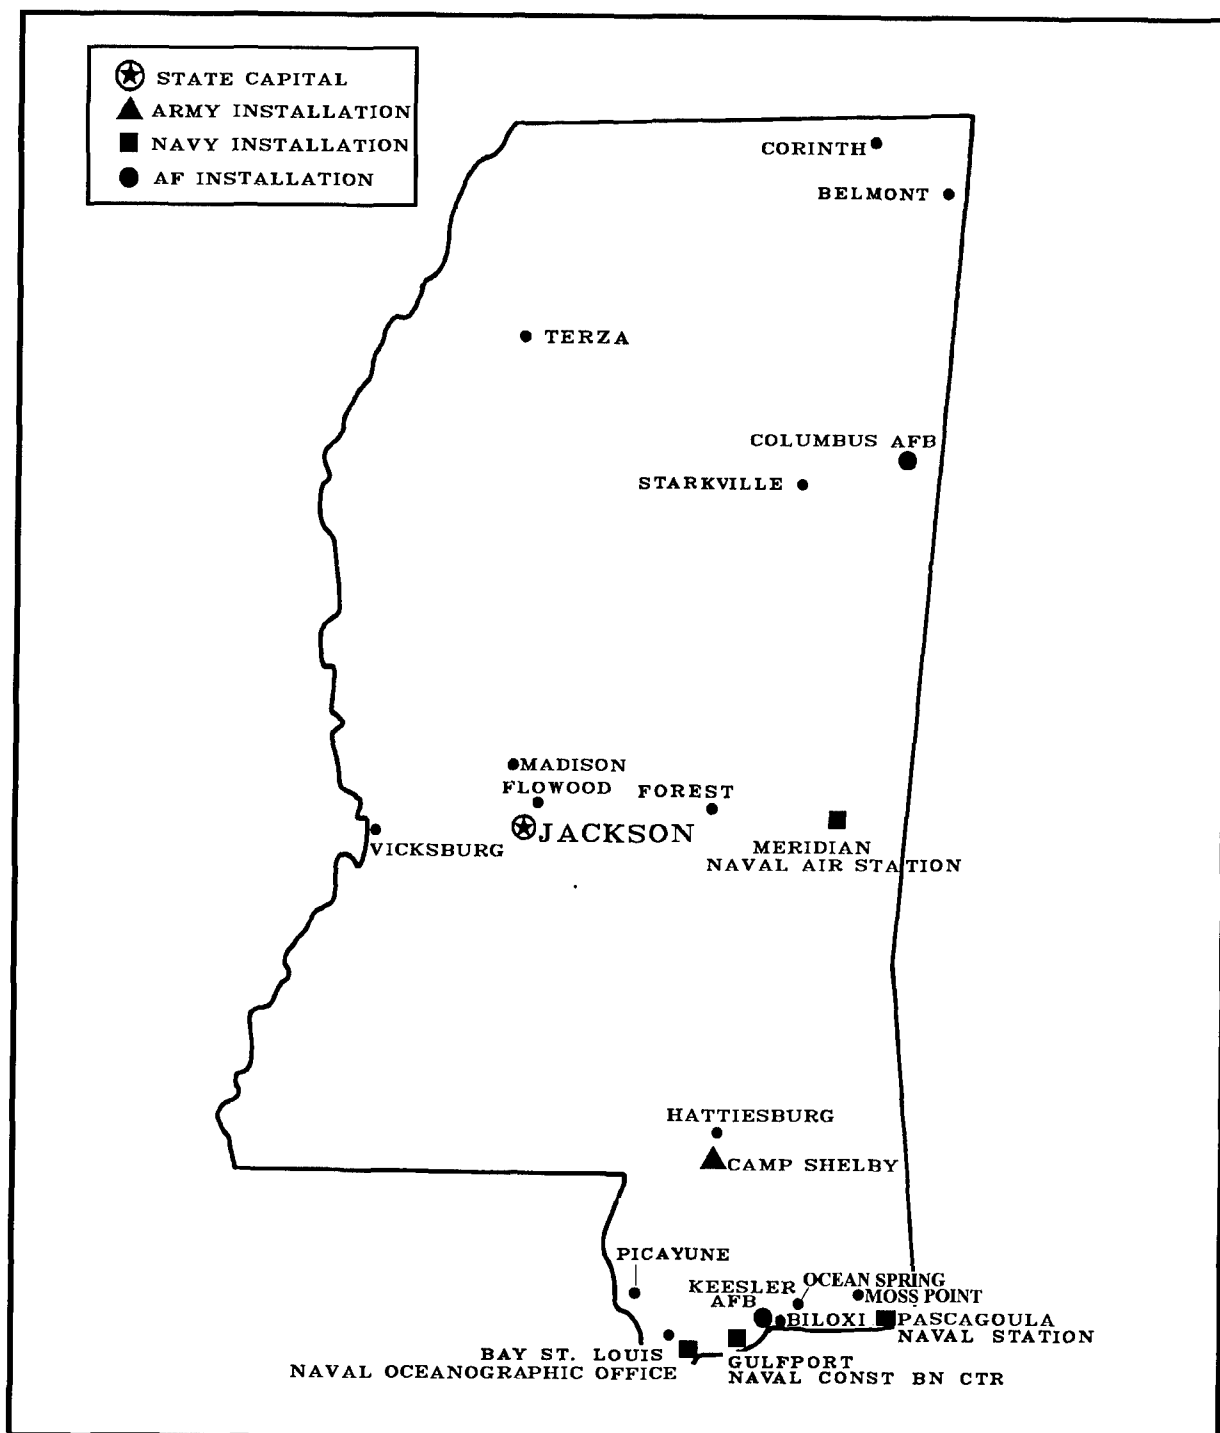 STATE CAPITAL
ARMY INSTALLATION
NAVY INSTALLATION
AF INSTALLATION
CORINTH
BELMONT
TERZA
COLUMBUS AFB
STARKVILLE
MADISON
FLOWOOD
FOREST
JACKSON
VICKSBURG
MERIDIAN
NAVAL AIR STATION
HATTIESBURG
CAMP SHELBY
PICAYUNE
KEESLER
AFB
OCEAN SPRING
MOSS POINT
BILOXI
PASCAGOULA
NAVAL STATION
BAY ST. LOUIS
NAVAL OCEANOGRAPHIC OFFICE
GULFPORT
NAVAL CONST BN CTR